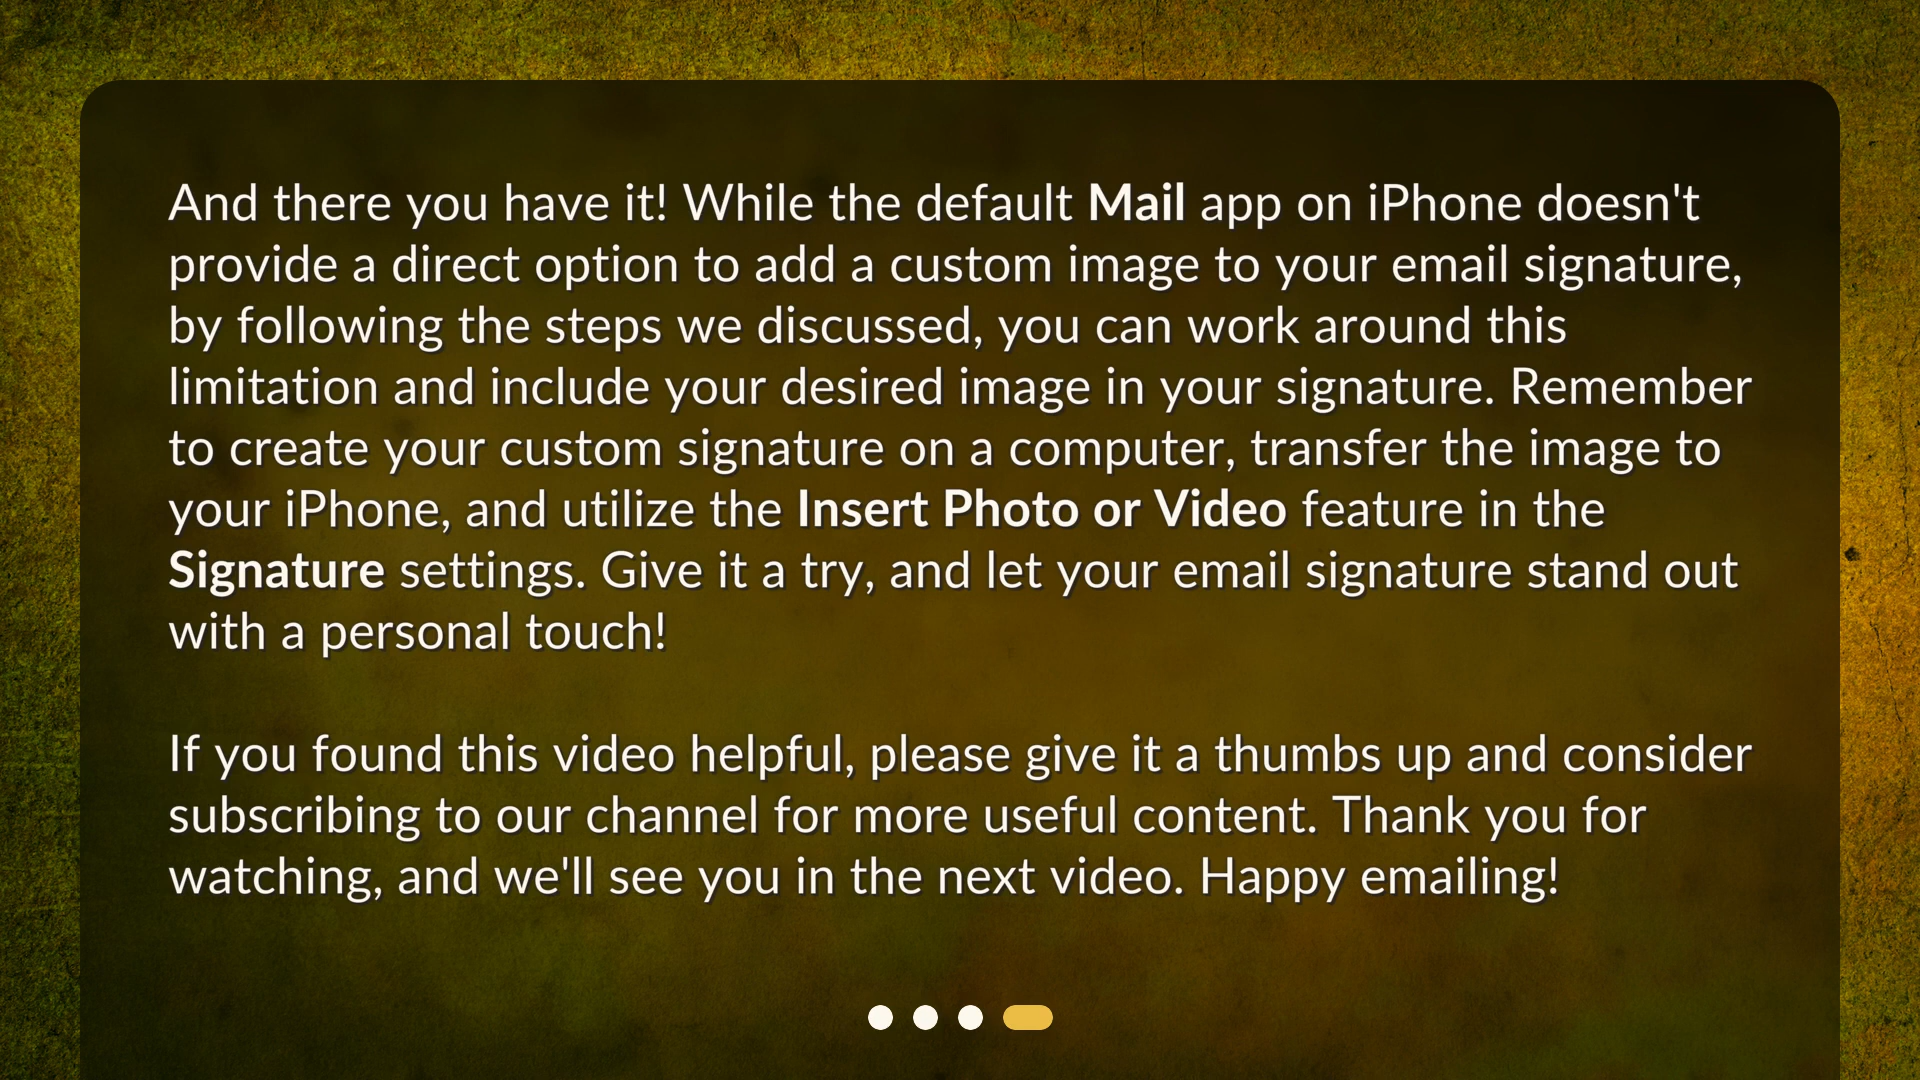 And there you have it! While the default Mail app on iPhone doesn't
provide a direct option to add a custom image to your email signature,
by following the steps we discussed, you can work around this
limitation and include your desired image in your signature. Remember
to create your custom signature on a computer, transfer the image to
your iPhone, and utilize the Insert Photo or Video feature in the
Signature settings. Give it a try, and let your email signature stand out
with a personal touch!
If you found this video helpful, please give it a thumbs up and consider
subscribing to our channel for more useful content. Thank you for
watching, and we'll see you in the next video. Happy emailing!